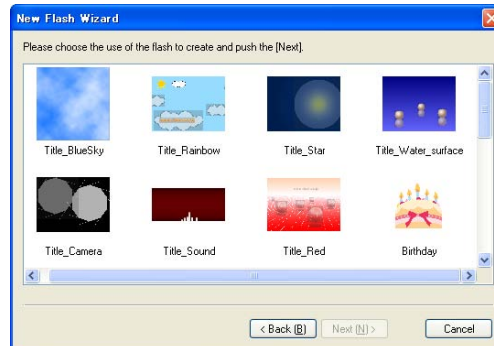 New Flash Wizard
Please choose the use of the flash to create and push the [Next].
Title_BlueSky
Title_Rainbow
Title_Star
Title_Water_surface
Title_Camera
Title_Sound
Title_Red
Birthday
< Back (B)
Next (N) >
Cancel